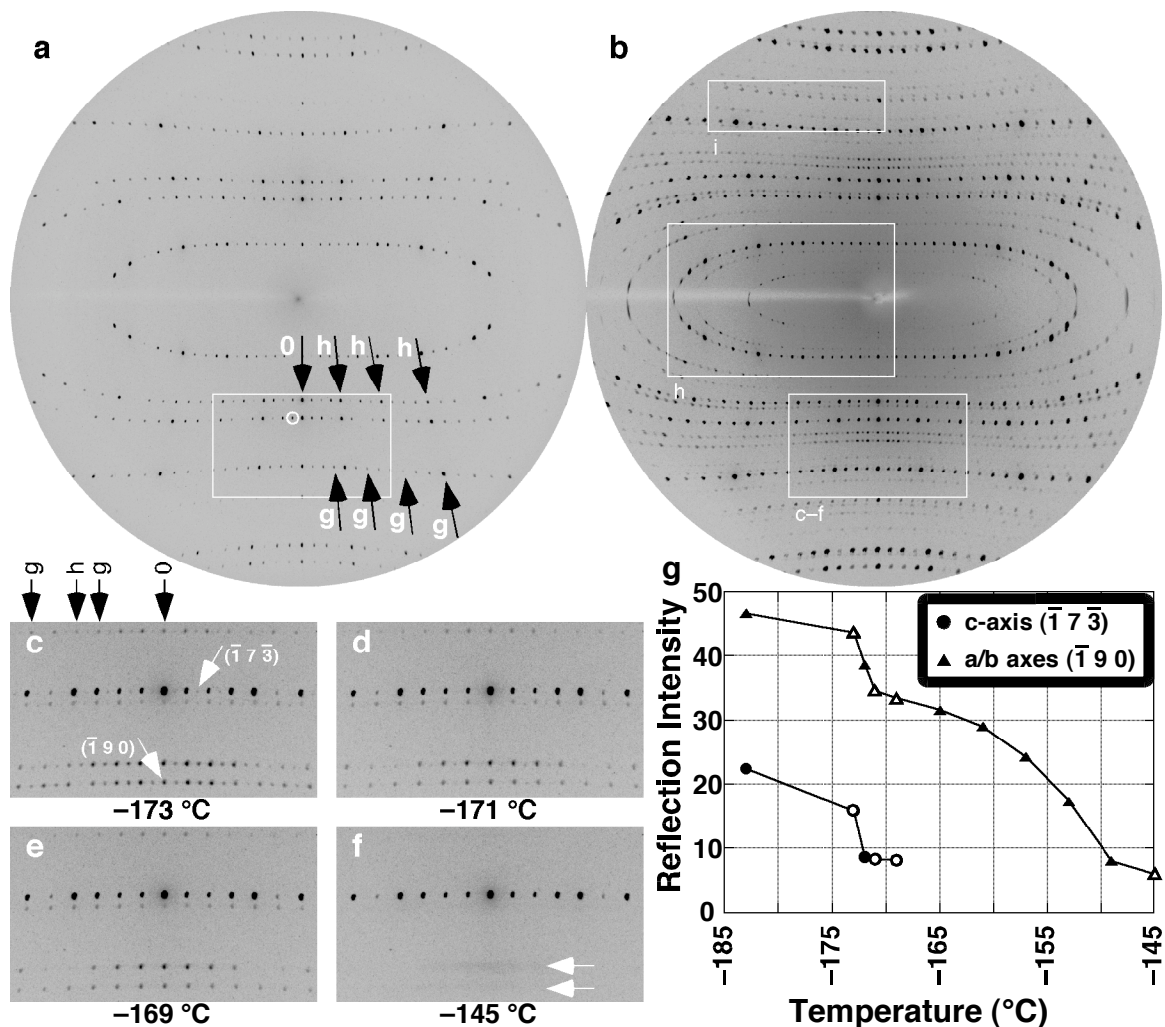 a
b
i
0 h h h
h
g g g g
c–f
g h g 0
g
c
(1̅ 7 3̅)
(1̅ 9 0)
–173 °C
d
–171 °C
e
–169 °C
f
–145 °C
c-axis (1̅ 7 3̅)
a/b axes (1̅ 9 0)
Reflection Intensity
50
40
30
20
10
0
–185 –175 –165 –155 –145
Temperature (°C)